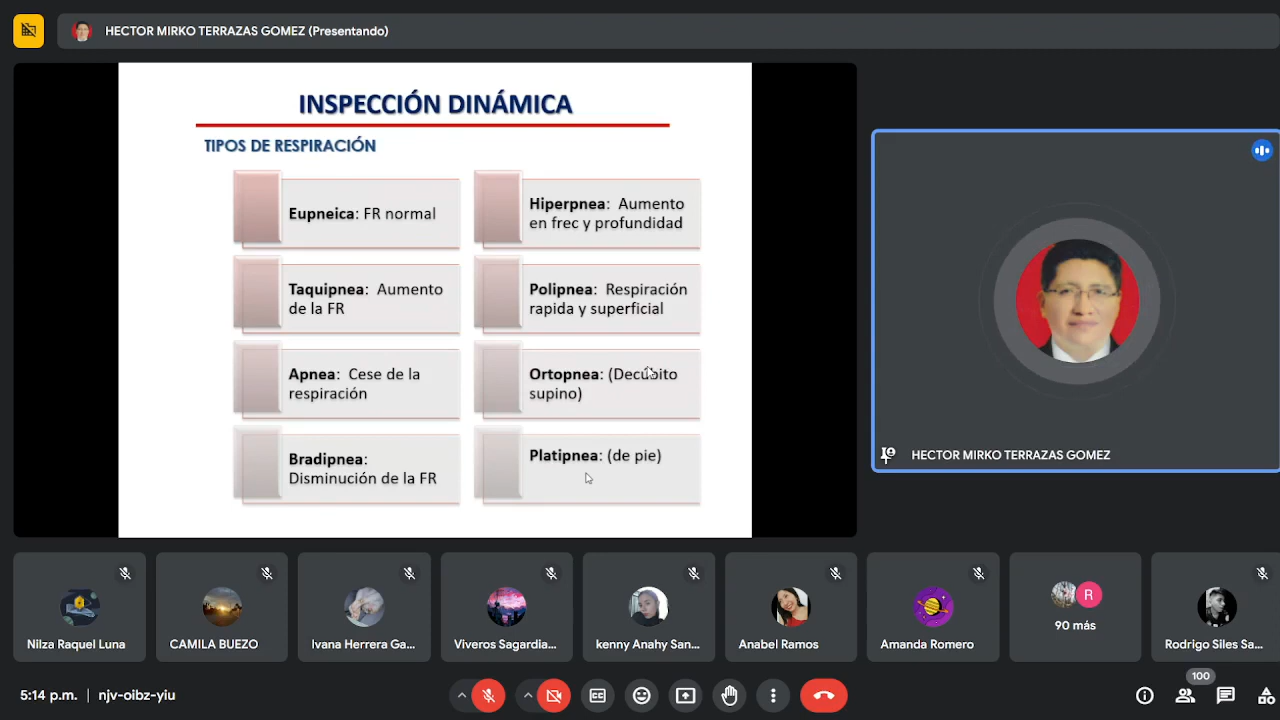 HECTOR MIRKO TERRAZAS GOMEZ (Presentando)
INSPECCIÓN DINÁMICA
TIPOS DE RESPIRACIÓN
Eupneica: FR normal
Taquipnea: Aumento
de la FR
Apnea: Cese de la
respiración
Bradipnea:
Disminución de la FR
Hiperpnea: Aumento
en frec y profundidad
Polipnea: Respiración
rapida y superficial
Ortopnea: (Decubito
supino)
Platipnea: (de pie)
HECTOR MIRKO TERRAZAS GOMEZ
Nilza Raquel Luna
CAMILA BUEZO
Ivana Herrera Ga...
Viveros Sagardia...
kenny Anahy San...
Anabel Ramos
Amanda Romero
R
90 más
Rodrigo Siles Sa...
5:14 p.m. | njv-oibz-yiu
100